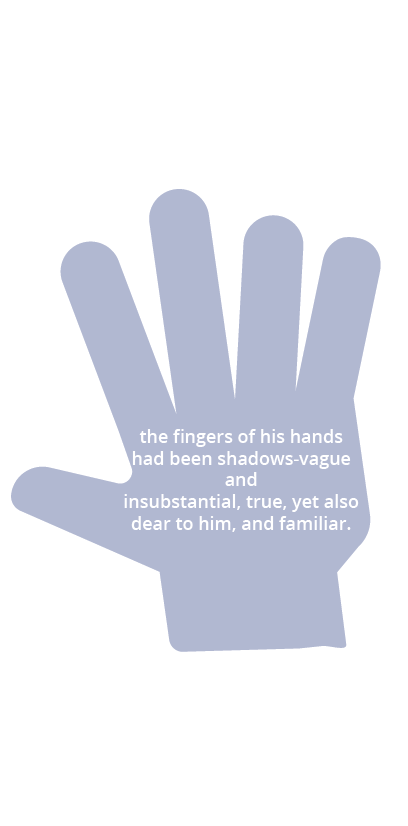 the fingers of his hands
had been shadows-vague
and
insubstantial, true, yet also
dear to him, and familiar.